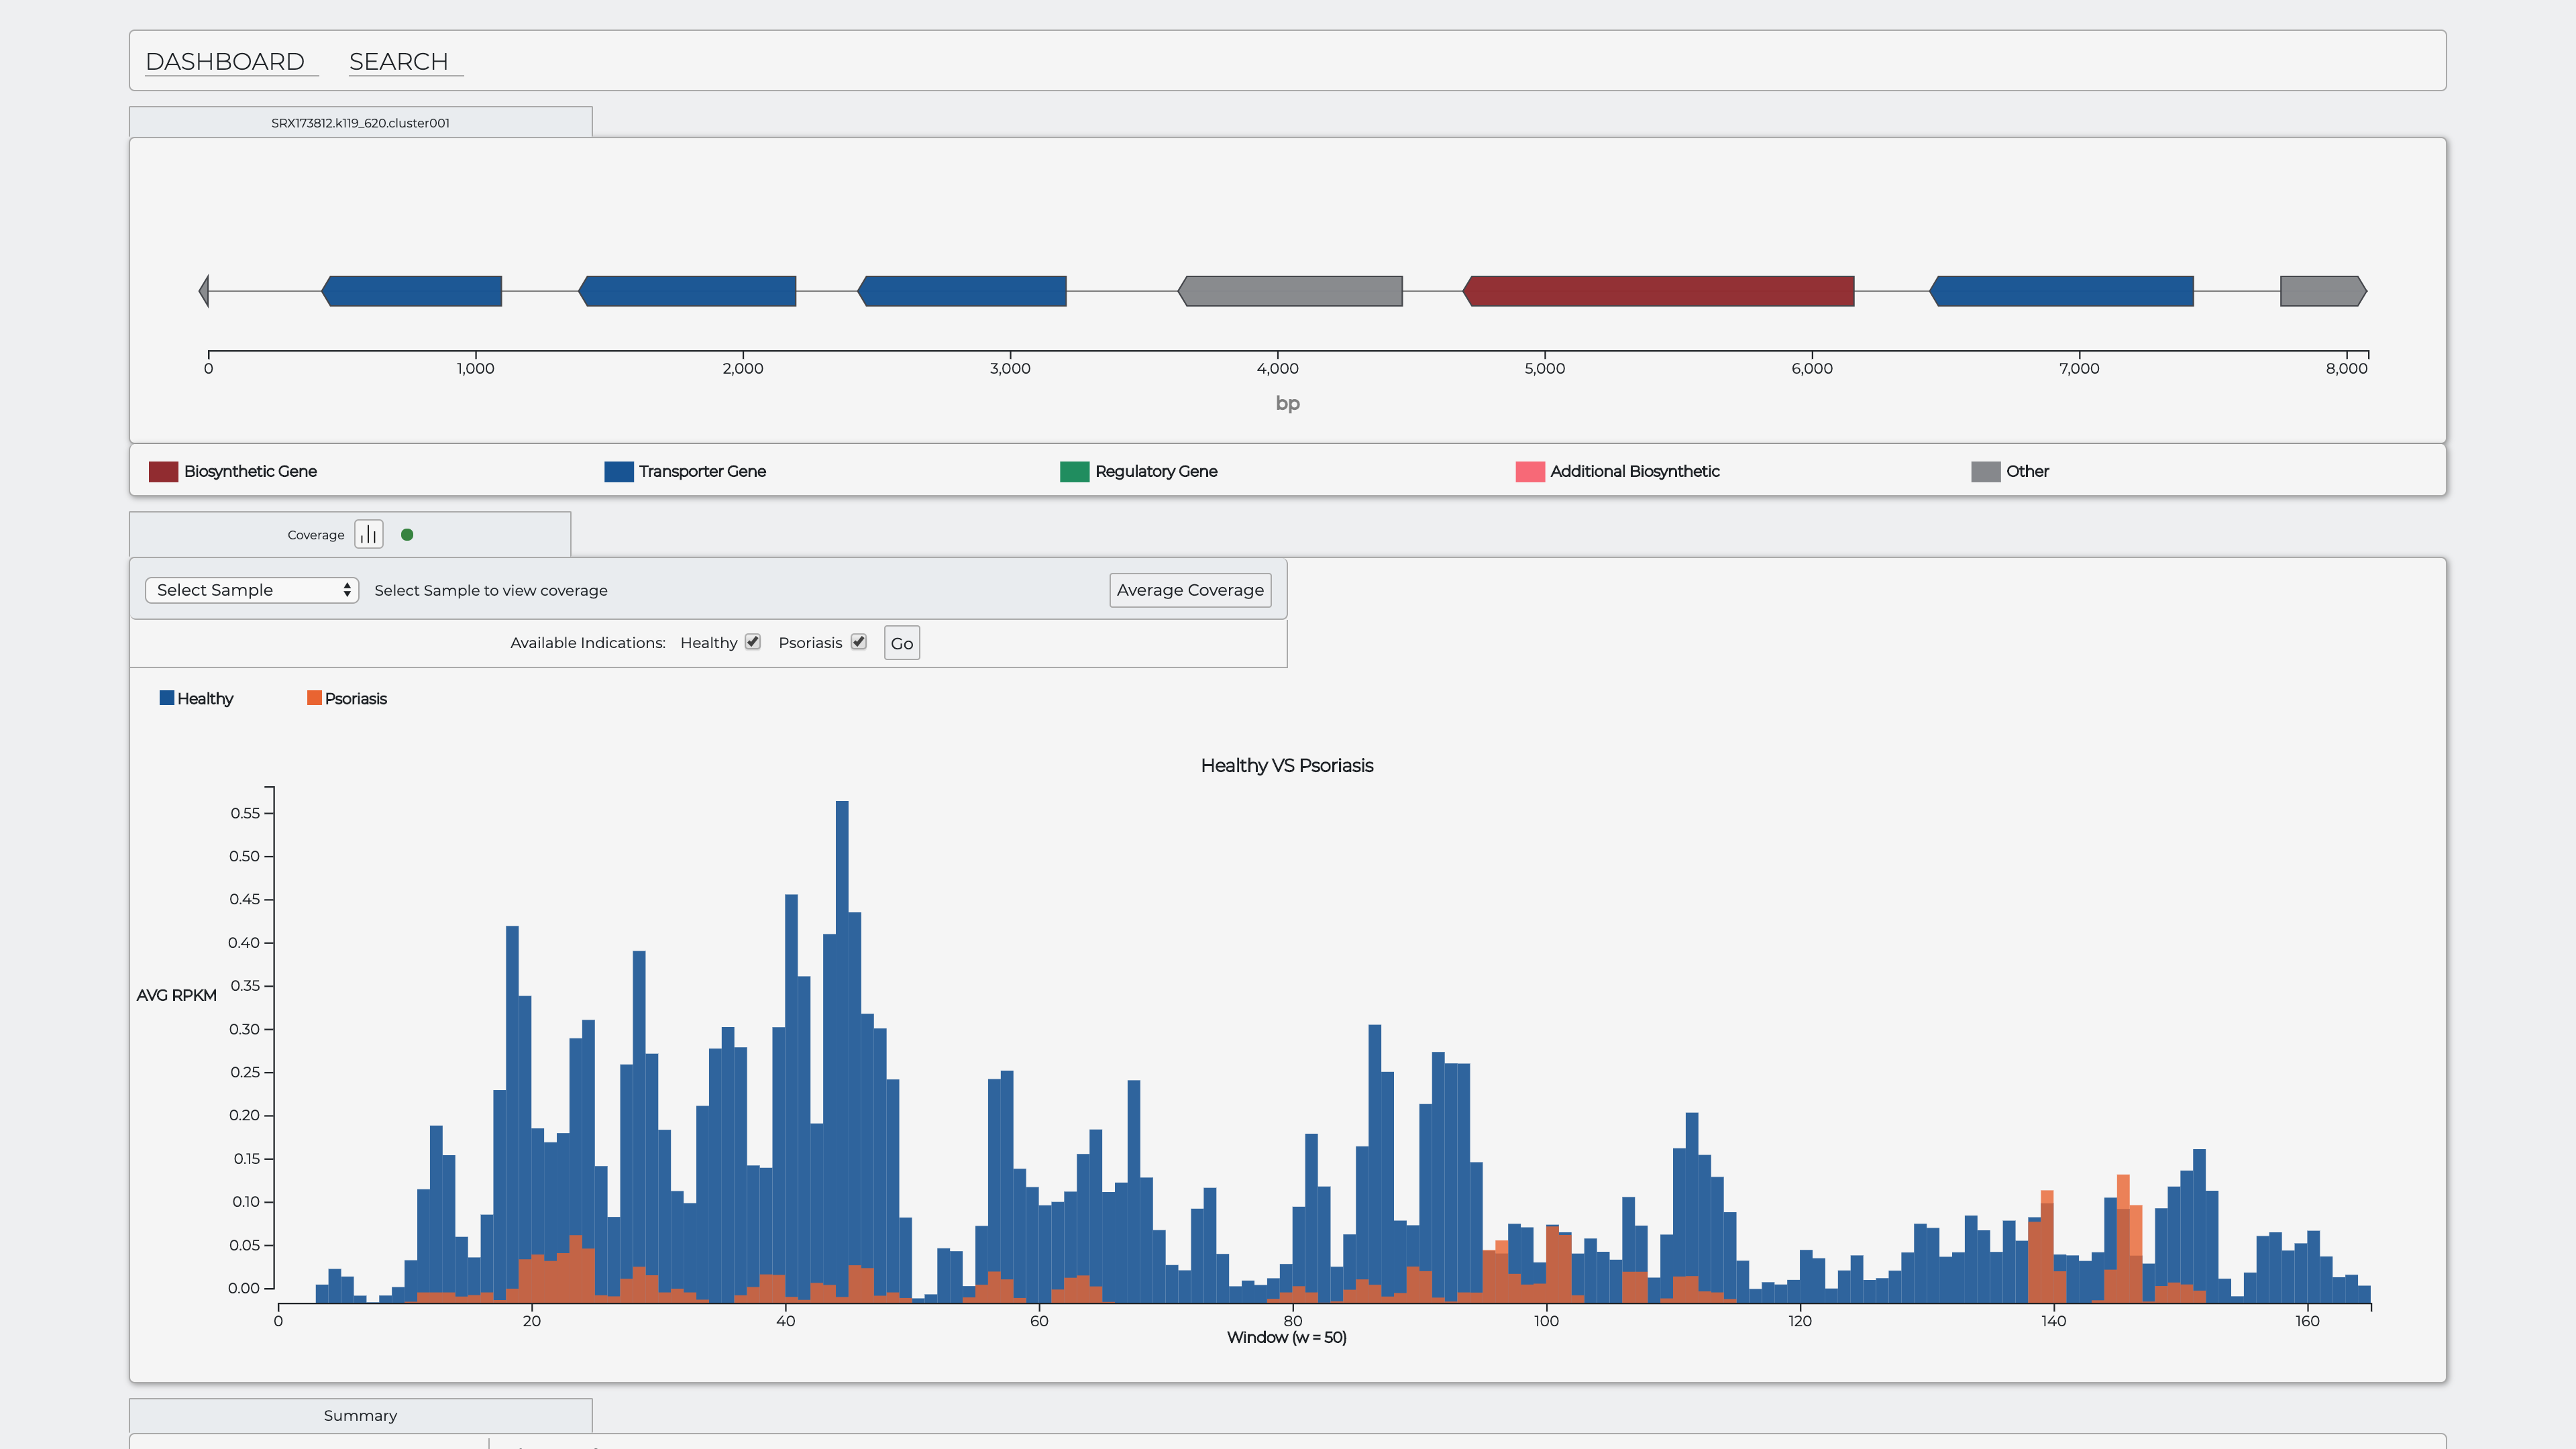 DASHBOARD SEARCH
SRX173812.k119_620.cluster001
0 1,000 2,000 3,000 4,000 5,000 6,000 7,000 8,000
bp
Biosynthetic Gene Transporter Gene Regulatory Gene Additional Biosynthetic Other
Coverage
Select Sample Select Sample to view coverage Average Coverage
Available Indications: Healthy Psoriasis Go
Healthy Psoriasis
Healthy VS Psoriasis
0.55
0.50
0.45
0.40
0.35
AVG RPKM
0.30
0.25
0.20
0.15
0.10
0.05
0.00
0 20 40 60 80 100 120 140 160
Window (w = 50)
Summary